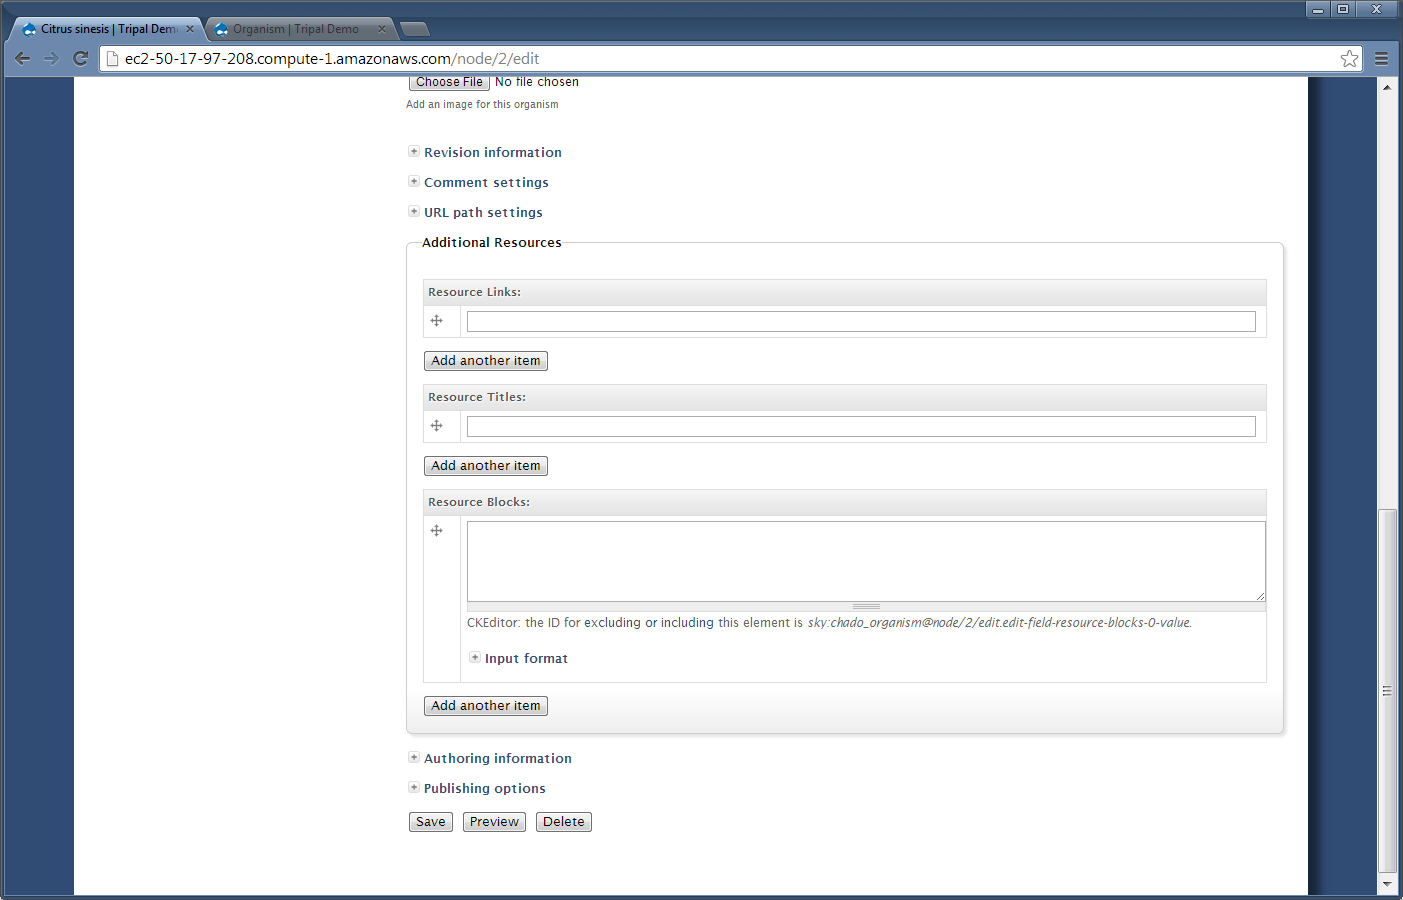 Citrus sinesis | Tripal Dem
Organism | Tripal Demo
ec2-50-17-97-208.compute-1.amazonaws.com/node/2/edit
Choose File No file chosen
Add an image for this organism
Revision information
Comment settings
URL path settings
Additional Resources
Resource Links:
Add another item
Resource Titles:
Add another item
Resource Blocks:
CKEditor: the ID for excluding or including this element is sky:chado_organism@node/2/edit.edit-field-resource-blocks-0-value.
Input format
Add another item
Authoring information
Publishing options
Save Preview Delete